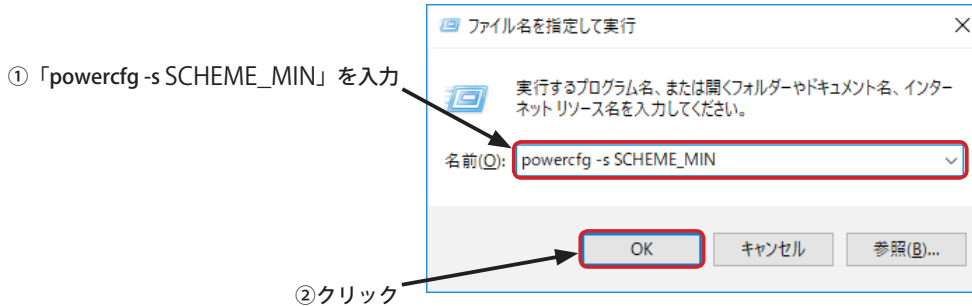 ファイル名を指定して実行
①「powercfg -s SCHEME_MIN」を入力
実行するプログラム名、または開くフォルダーやドキュメント名、インター
ネット リソース名を入力してください。
名前(O): powercfg -s SCHEME_MIN
OK キャンセル 参照(B)...
②クリック